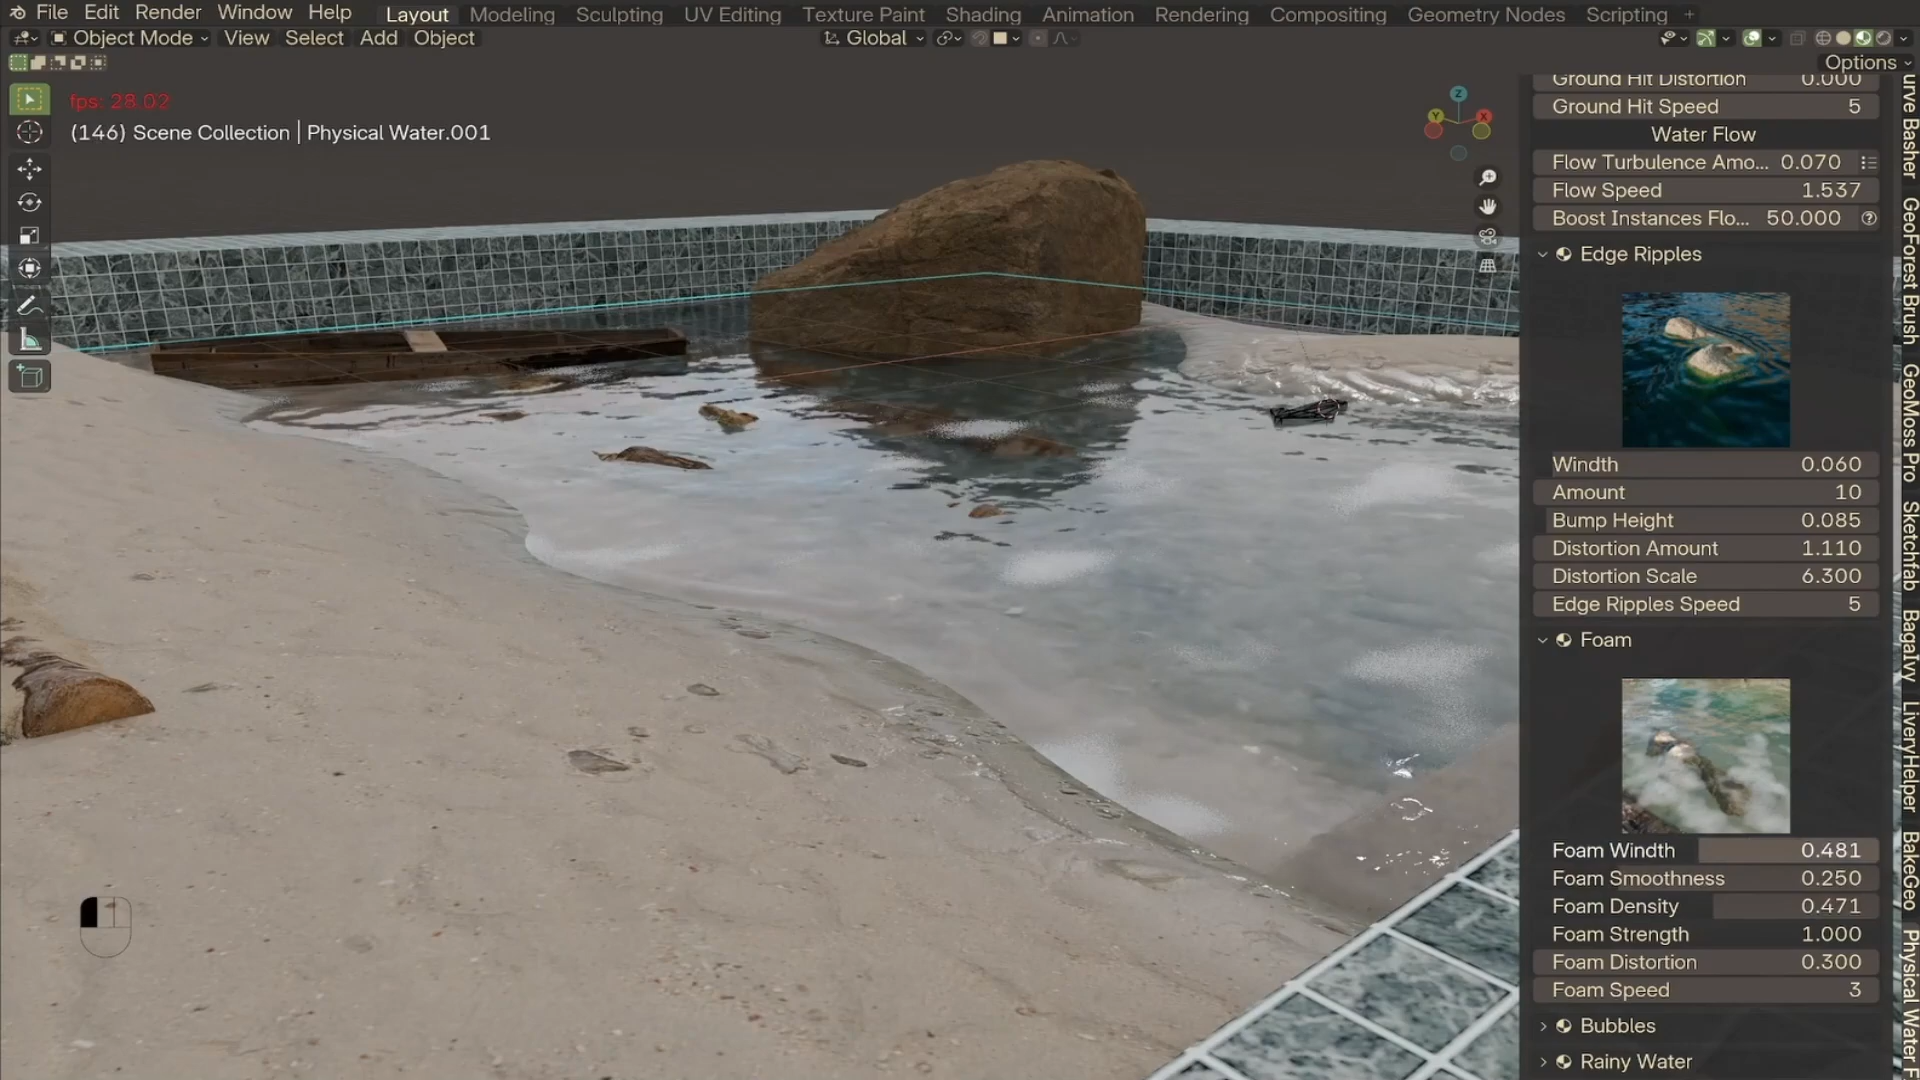 File Edit Render Window Help Layout Modeling Sculpting UV Editing Texture Paint Shading Animation Rendering Compositing Geometry Nodes Scripting +
Object Mode View Select Add Object Global
Options
fps: 28.02
(146) Scene Collection | Physical Water.001
Z
Y
X
Ground Hit Distortion 0.000
Ground Hit Speed 5
Water Flow
Flow Turbulence Amo... 0.070
Flow Speed 1.537
Boost Instances Flo... 50.000
Edge Ripples
Windth 0.060
Amount 10
Bump Height 0.085
Distortion Amount 1.110
Distortion Scale 6.300
Edge Ripples Speed 5
Foam
Foam Windth 0.481
Foam Smoothness 0.250
Foam Density 0.471
Foam Strength 1.000
Foam Distortion 0.300
Foam Speed 3
Bubbles
Rainy Water
urve Basher
GeoForest Brush
GeoMoss Pro
Sketchfab
BagaIvy
LiveryHelper
BakeGeo
Physical Water F